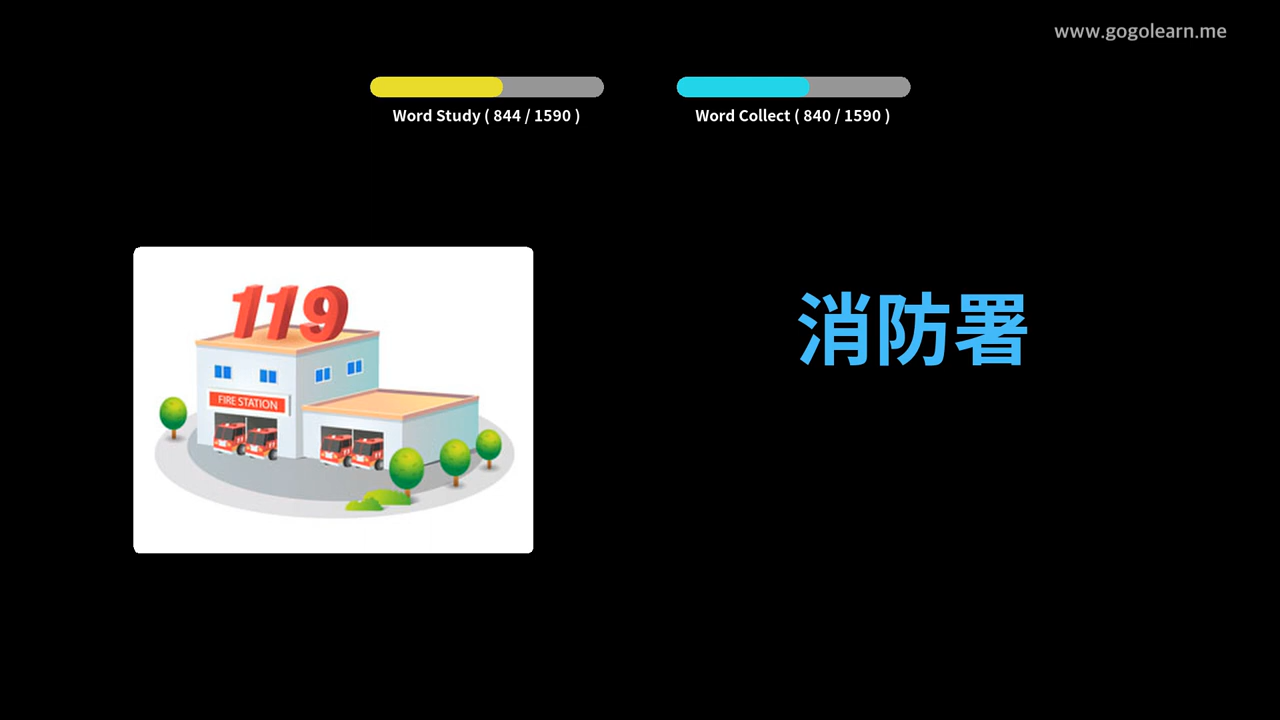 www.gogolearn.me
Word Study ( 844 / 1590 )
Word Collect ( 840 / 1590 )
119
FIRE STATION
消防署